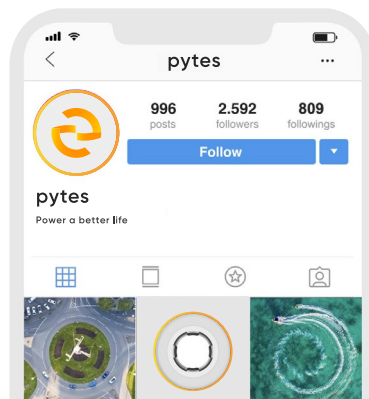 pytes
996 2.592 809
posts followers followings
Follow
pytes
Power a better life